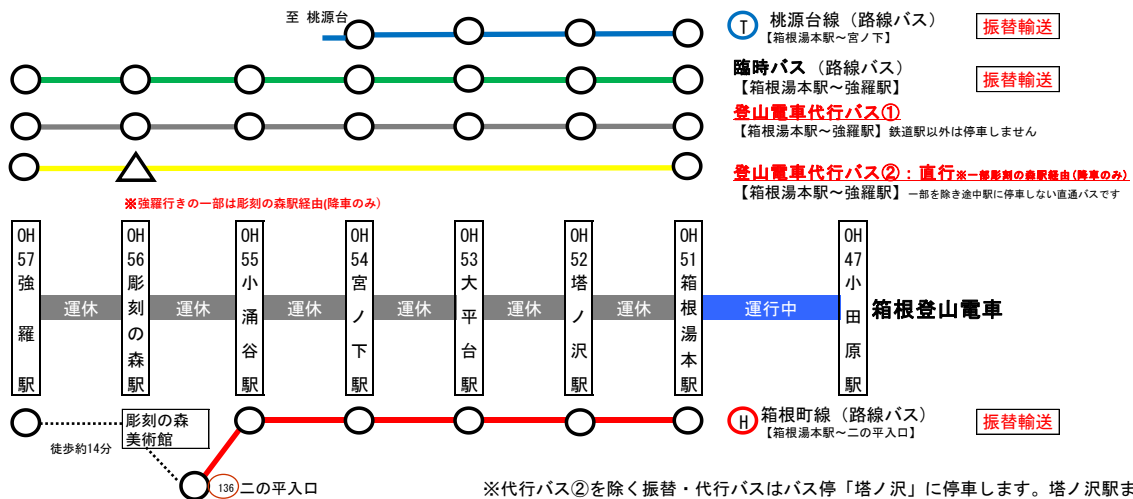 至 桃源台
T 桃源台線（路線バス）
【箱根湯本駅～宮ノ下】
振替輸送
臨時バス（路線バス）
【箱根湯本駅～強羅駅】
振替輸送
登山電車代行バス①
【箱根湯本駅～強羅駅】鉄道駅以外は停車しません
登山電車代行バス②：直行※一部彫刻の森駅経由(降車のみ)
【箱根湯本駅～強羅駅】一部を除き途中駅に停車しない直通バスです
※強羅行きの一部は彫刻の森駅経由(降車のみ)
OH57強羅駅
運休
OH56彫刻の森駅
運休
OH55小涌谷駅
運休
OH54宮ノ下駅
運休
OH53大平台駅
運休
OH52塔ノ沢駅
運休
OH51箱根湯本駅
運行中
OH47小田原駅
箱根登山電車
彫刻の森
美術館
徒歩約14分
136 二の平入口
H 箱根町線（路線バス）
【箱根湯本駅～二の平入口】
振替輸送
※代行バス②を除く振替・代行バスはバス停「塔ノ沢」に停車します。塔ノ沢駅ま